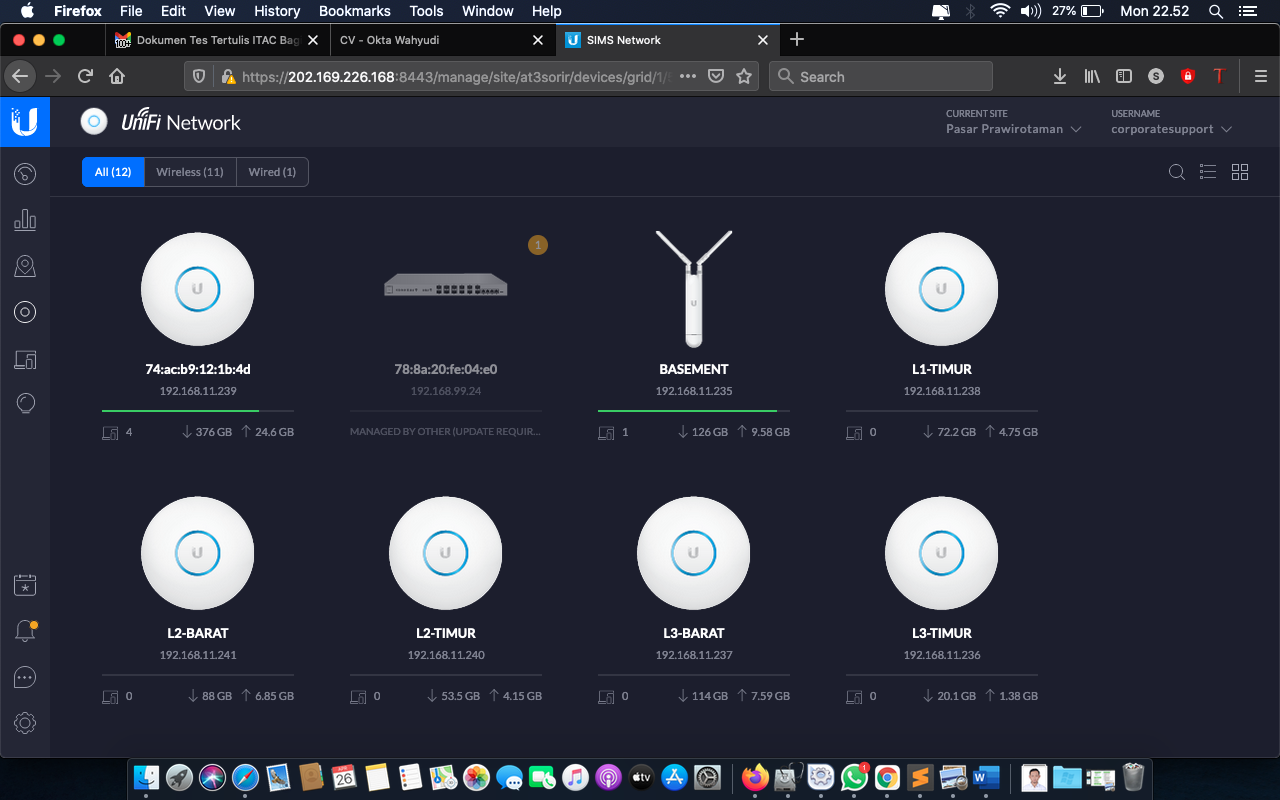 Firefox File Edit View History Bookmarks Tools Window Help 27% Mon 22.52
Dokumen Tes Tertulis ITAC Bag
CV - Okta Wahyudi
SIMS Network
https://202.169.226.168:8443/manage/site/at3sorir/devices/grid/1/
Search
UniFi Network
CURRENT SITE
Pasar Prawirotaman
USERNAME
corporatesupport
All (12) Wireless (11) Wired (1)
1
74:ac:b9:12:1b:4d
192.168.11.239
4 376 GB 24.6 GB
78:8a:20:fe:04:e0
192.168.99.24
MANAGED BY OTHER (UPDATE REQUIR...
BASEMENT
192.168.11.235
1 126 GB 9.58 GB
L1-TIMUR
192.168.11.238
0 72.2 GB 4.75 GB
L2-BARAT
192.168.11.241
0 88 GB 6.85 GB
L2-TIMUR
192.168.11.240
0 53.5 GB 4.15 GB
L3-BARAT
192.168.11.237
0 114 GB 7.59 GB
L3-TIMUR
192.168.11.236
0 20.1 GB 1.38 GB
26
tv
1